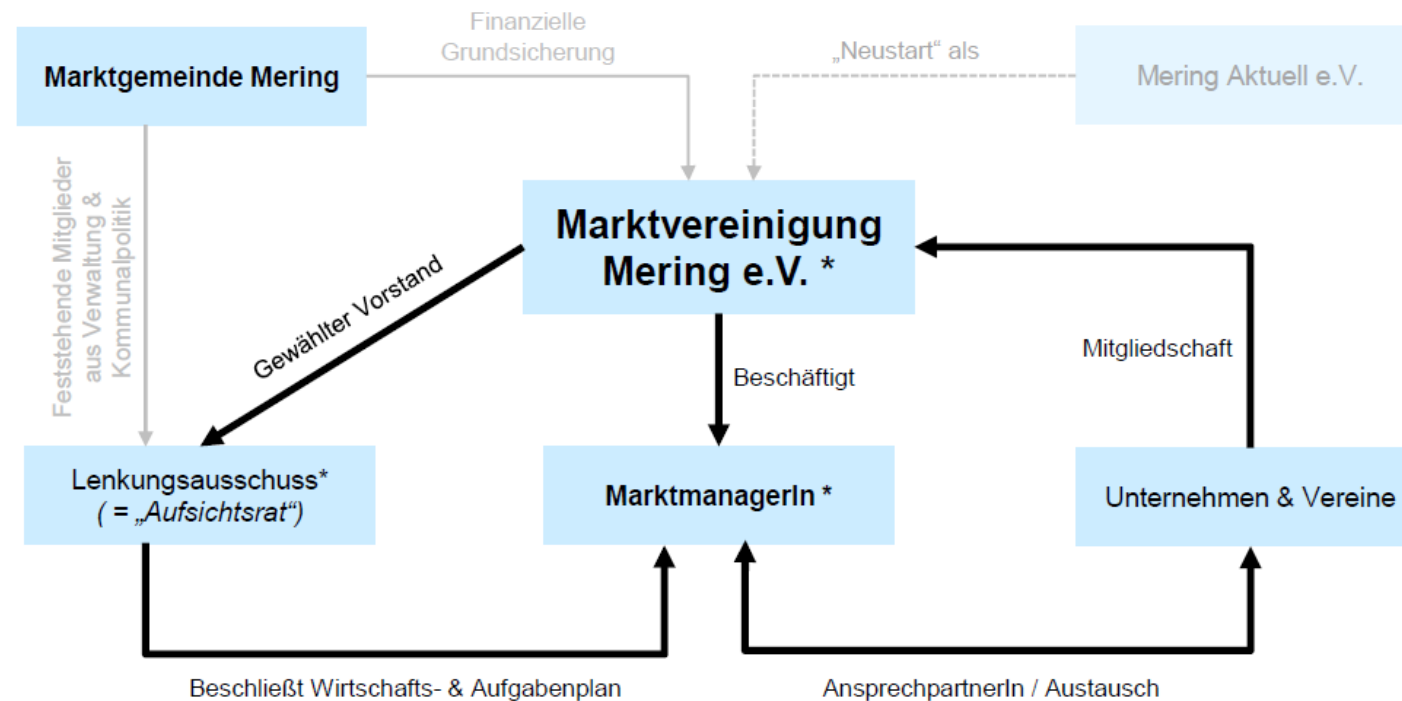 Finanzielle
Grundsicherung
Marktgemeinde Mering
„Neustart“ als
Mering Aktuell e.V.
Feststehende Mitglieder
aus Verwaltung &
Kommunalpolitik
Marktvereinigung
Mering e.V. *
Gewählter Vorstand
Beschäftigt
Mitgliedschaft
Lenkungsausschuss*
( = „Aufsichtsrat“)
MarktmanagerIn *
Unternehmen & Vereine
Beschließt Wirtschafts- & Aufgabenplan
AnsprechpartnerIn / Austausch